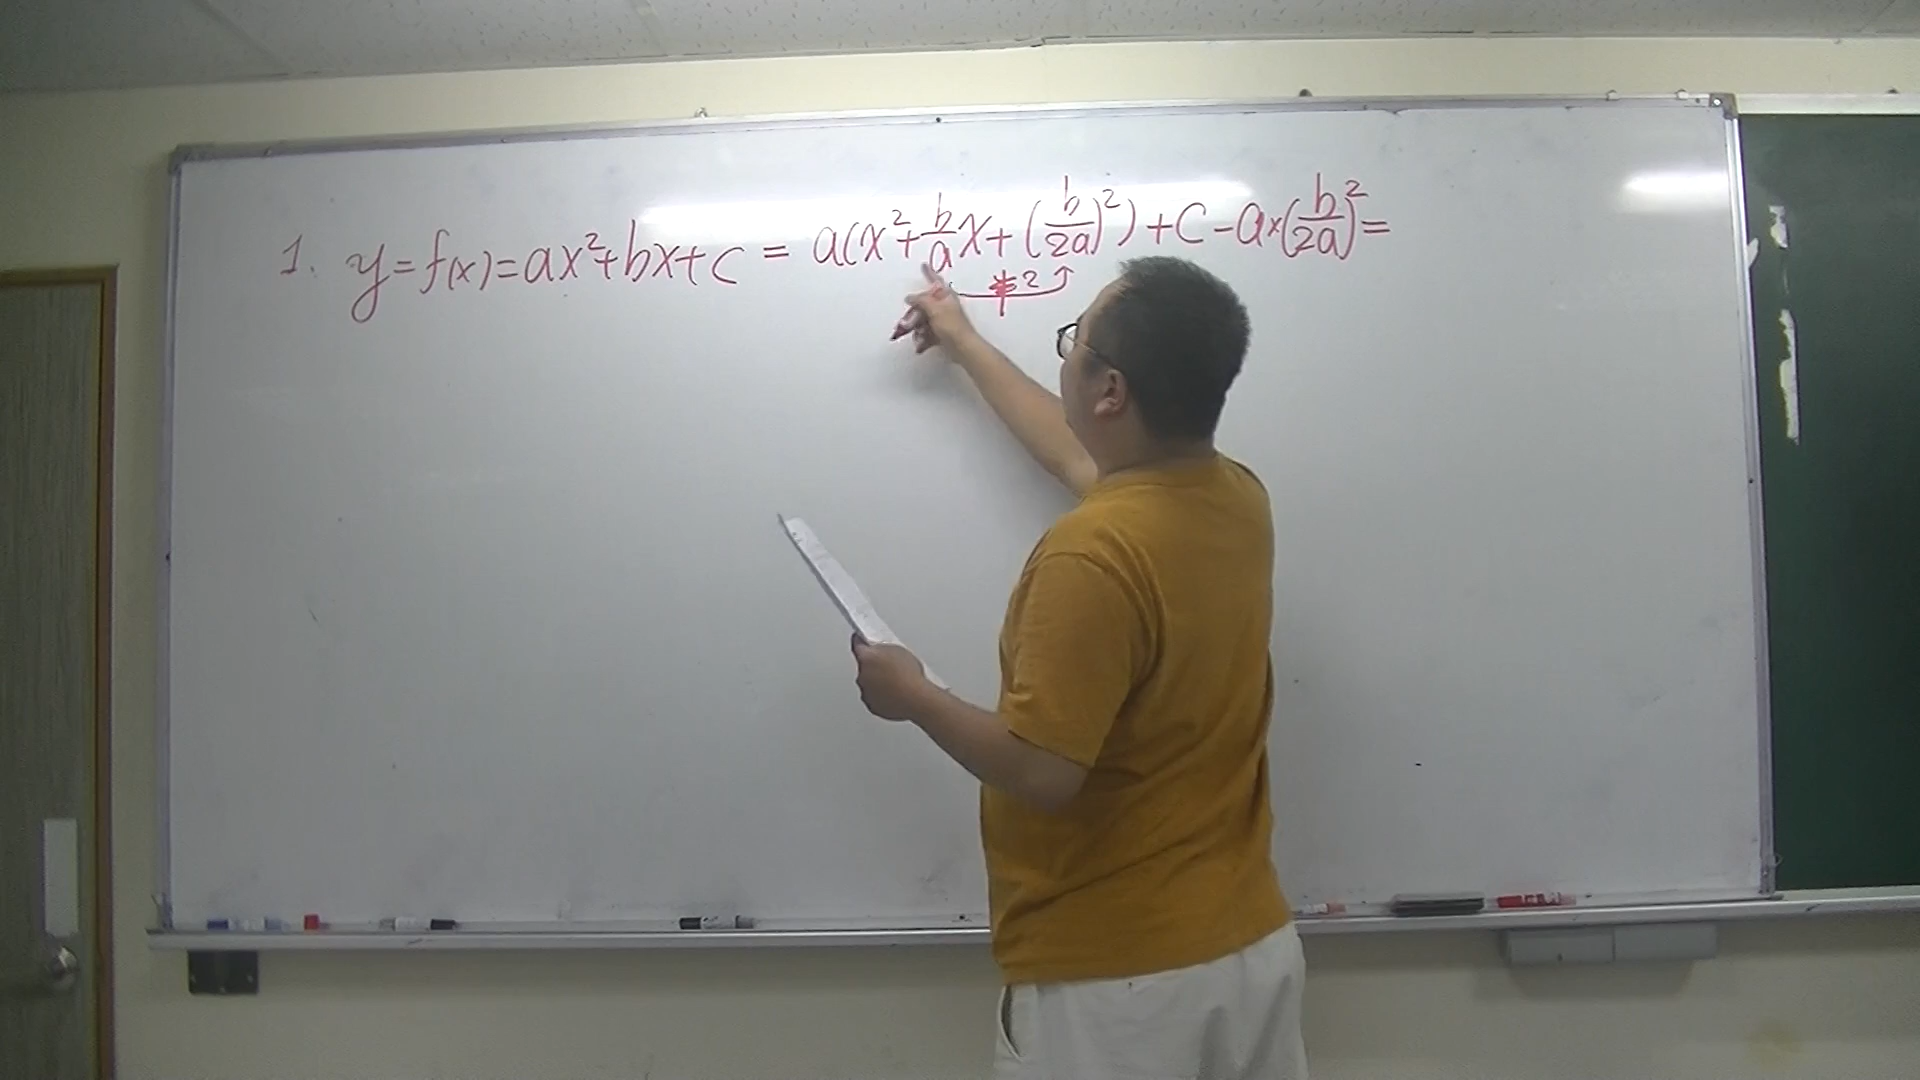 1. y=f(x)=ax²+bx+c = a(x²+b/a x+(b/2a)²)+c-a×(b/2a)²=
÷2